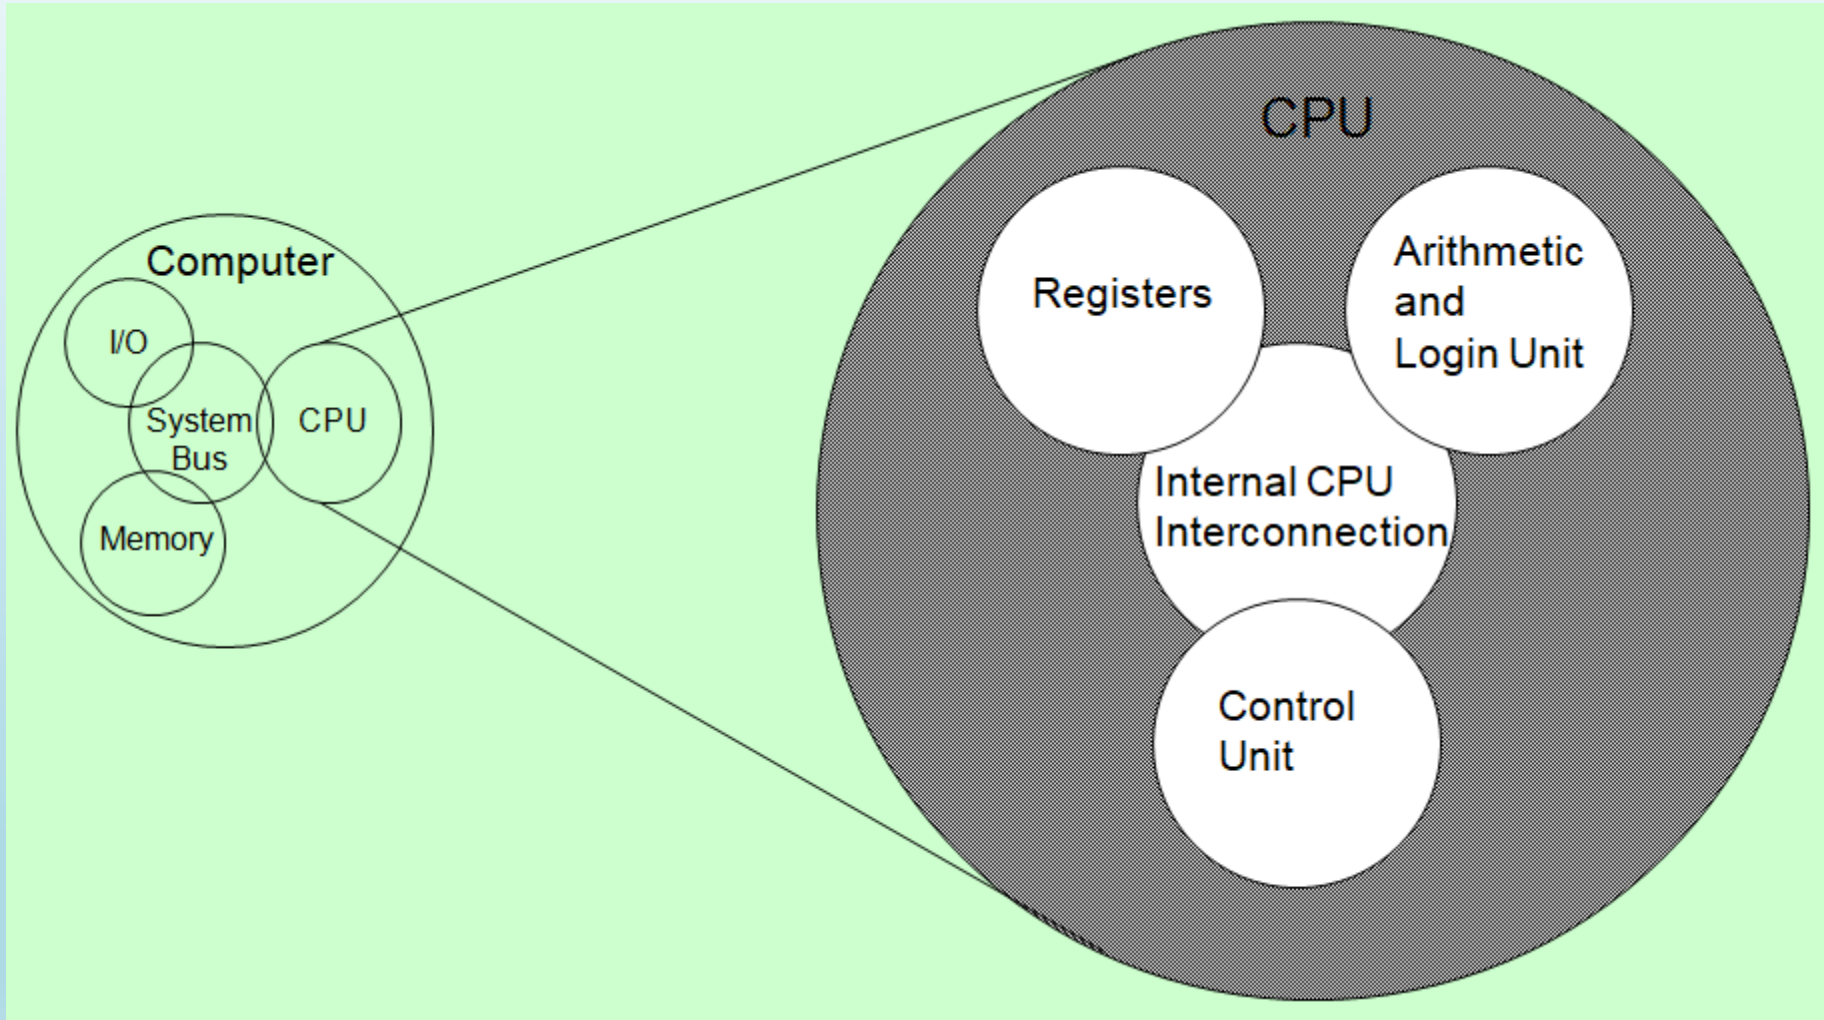 Computer
I/O
System
Bus
CPU
Memory
CPU
Registers
Arithmetic
and
Login Unit
Internal CPU
Interconnection
Control
Unit